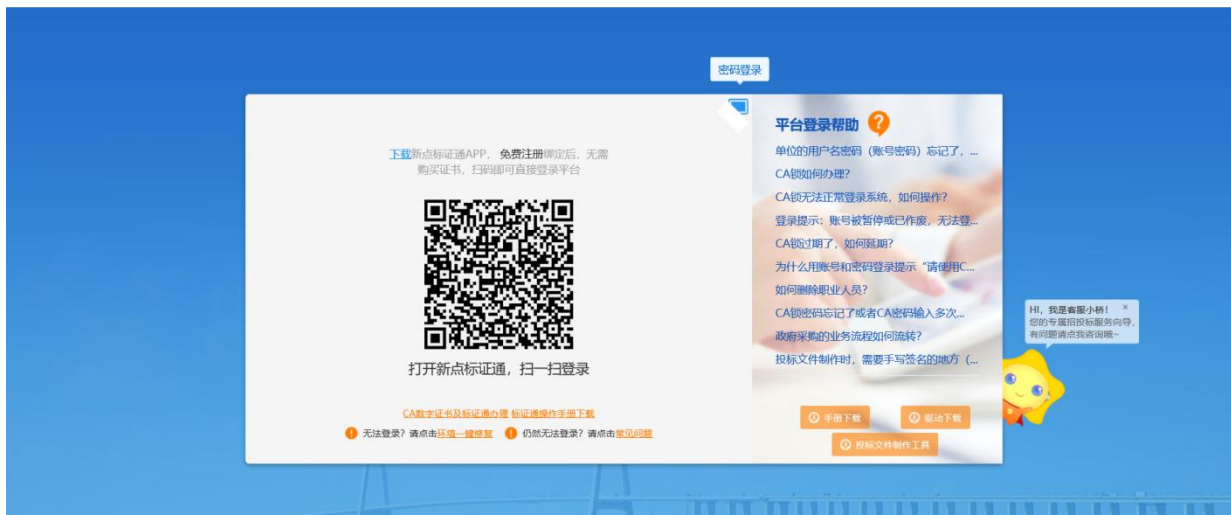 密码登录
下载新点标证通APP，免费注册绑定后，无需
购买证书，扫码即可直接登录平台
打开新点标证通，扫一扫登录
CA数字证书及标证通办理 标证通操作手册下载
无法登录？请点击环境一键修复 仍然无法登录？请点击常见问题
平台登录帮助
单位的用户名密码（账号密码）忘记了，...
CA锁如何办理？
CA锁无法正常登录系统，如何操作？
登录提示：账号被暂停或已作废，无法登...
CA锁过期了，如何延期？
为什么用账号和密码登录提示“请使用C...
如何删除职业人员？
CA锁密码忘记了或者CA密码输入多次...
政府采购的业务流程如何流转？
投标文件制作时，需要手写签名的地方（...
手册下载 驱动下载
投标文件制作工具
HI，我是客服小桥！ ×
您的专属招投标服务向导，
有问题请点我咨询哦~